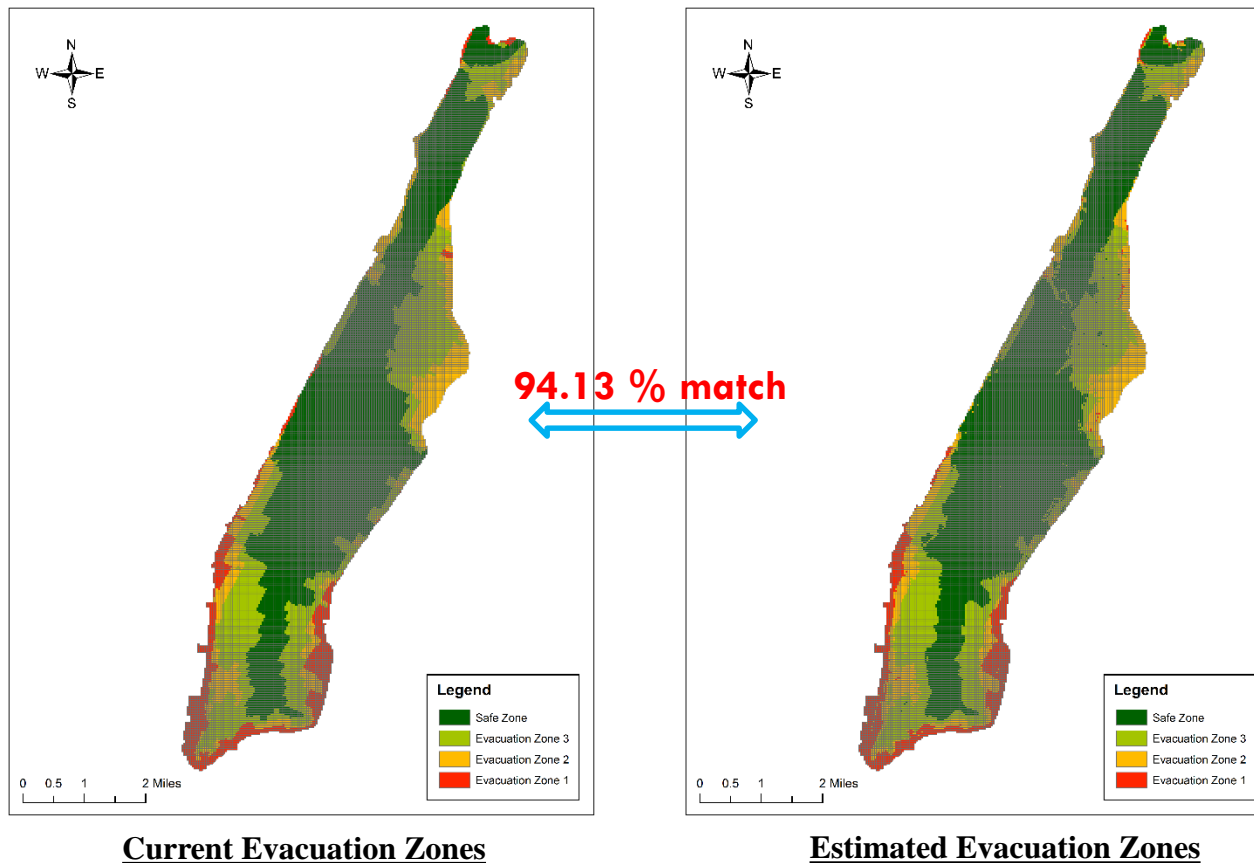 N
W E
S
94.13 % match
Legend
Safe Zone
Evacuation Zone 3
Evacuation Zone 2
Evacuation Zone 1
0 0.5 1 2 Miles
Current Evacuation Zones
N
W E
S
Legend
Safe Zone
Evacuation Zone 3
Evacuation Zone 2
Evacuation Zone 1
0 0.5 1 2 Miles
Estimated Evacuation Zones